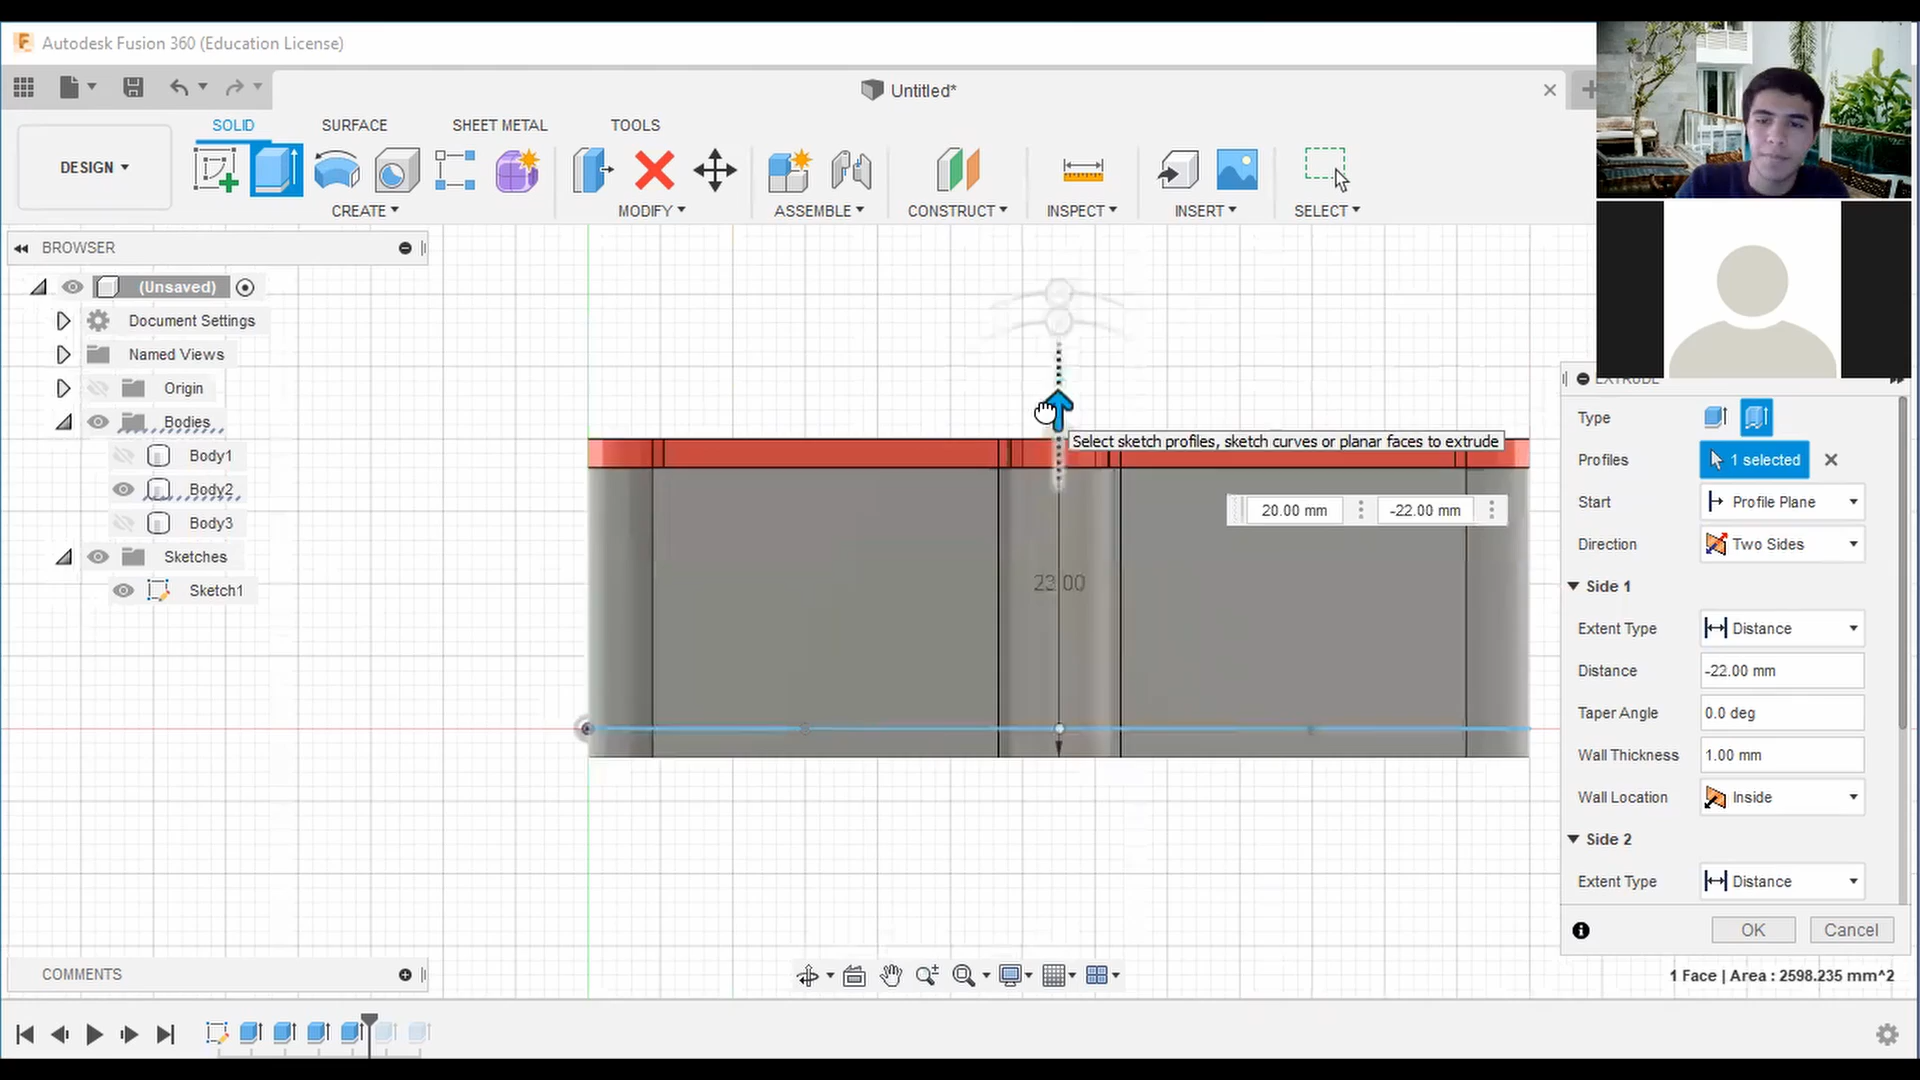 Autodesk Fusion 360 (Education License)
Untitled*
SOLID
SURFACE
SHEET METAL
TOOLS
DESIGN
CREATE
MODIFY
ASSEMBLE
CONSTRUCT
INSPECT
INSERT
SELECT
BROWSER
(Unsaved)
Document Settings
Named Views
Origin
Bodies
Body1
Body2
Body3
Sketches
Sketch1
Select sketch profiles, sketch curves or planar faces to extrude
20.00 mm
-22.00 mm
23.00
EXTRUDE
Type
Profiles
1 selected
Start
Profile Plane
Direction
Two Sides
Side 1
Extent Type
Distance
Distance
-22.00 mm
Taper Angle
0.0 deg
Wall Thickness
1.00 mm
Wall Location
Inside
Side 2
Extent Type
Distance
OK
Cancel
COMMENTS
1 Face | Area : 2598.235 mm^2